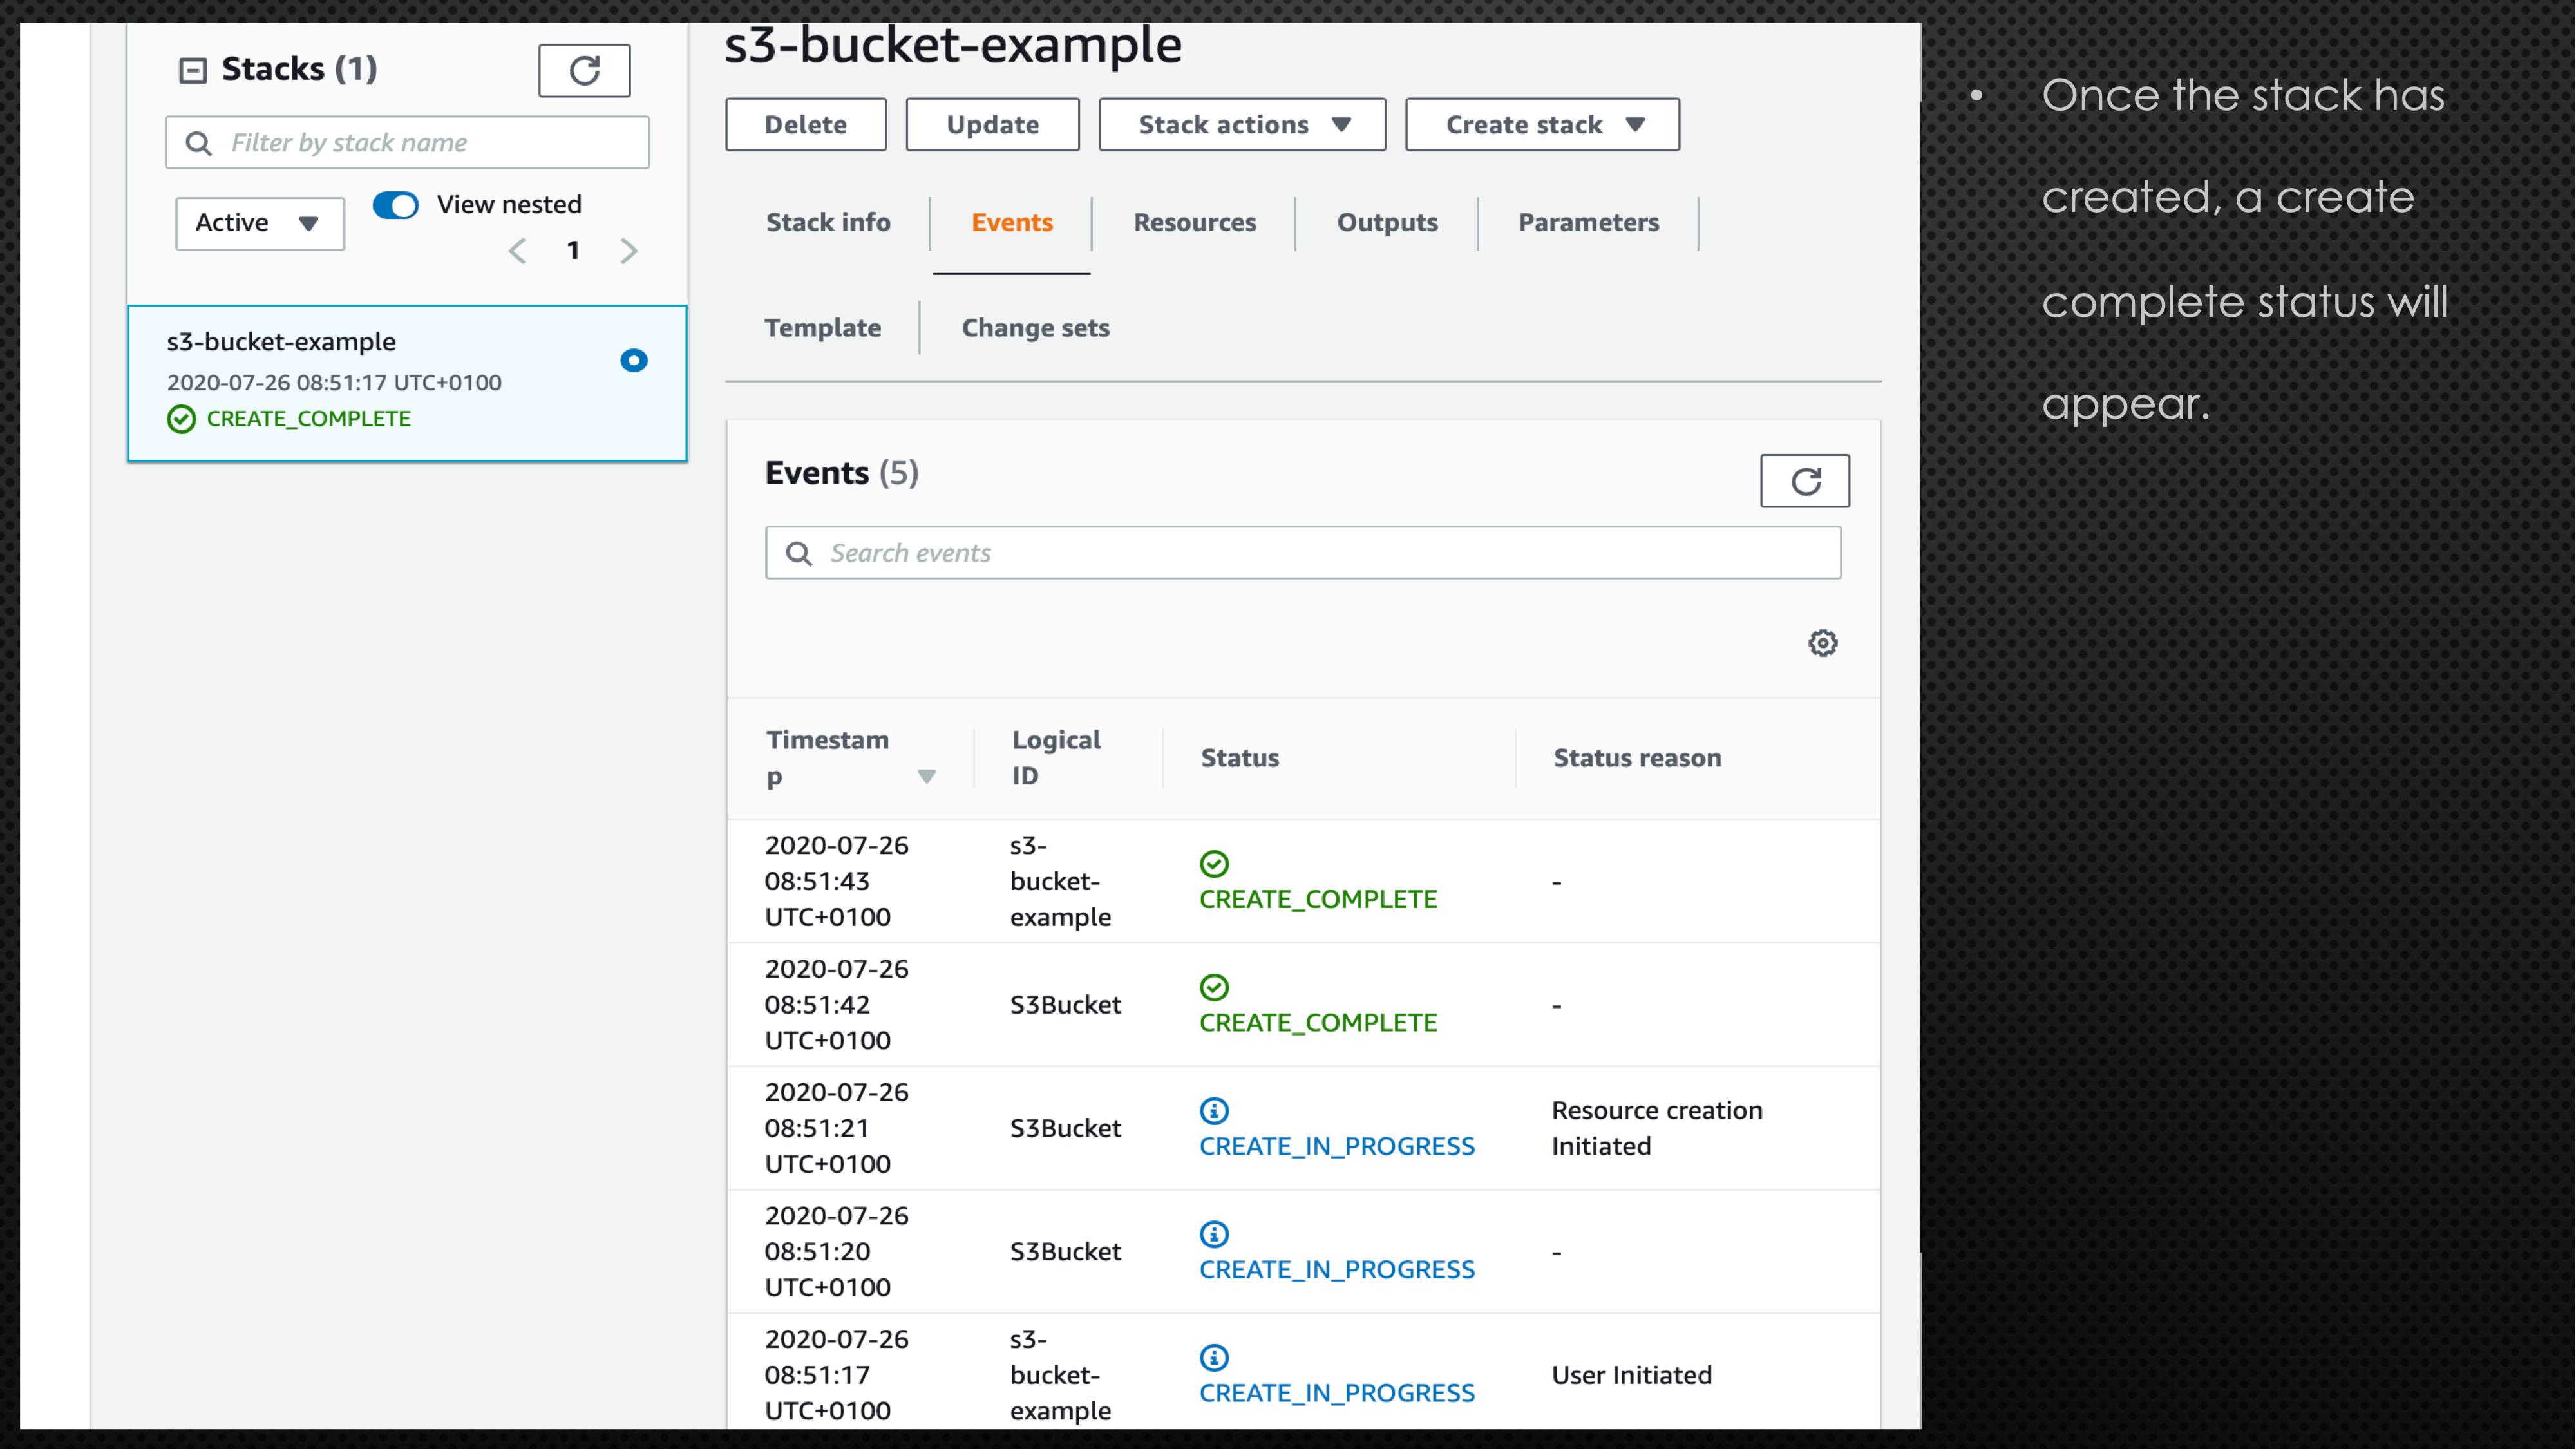 Stacks (1)
Filter by stack name
Active
View nested
1
s3-bucket-example
2020-07-26 08:51:17 UTC+0100
CREATE_COMPLETE
s3-bucket-example
Delete
Update
Stack actions
Create stack
Stack info
Events
Resources
Outputs
Parameters
Template
Change sets
Events (5)
Search events
Timestam
p
Logical
ID
Status
Status reason
2020-07-26
08:51:43
UTC+0100
s3-
bucket-
example
CREATE_COMPLETE
-
2020-07-26
08:51:42
UTC+0100
S3Bucket
CREATE_COMPLETE
-
2020-07-26
08:51:21
UTC+0100
S3Bucket
CREATE_IN_PROGRESS
Resource creation
Initiated
2020-07-26
08:51:20
UTC+0100
S3Bucket
CREATE_IN_PROGRESS
-
2020-07-26
08:51:17
UTC+0100
s3-
bucket-
example
CREATE_IN_PROGRESS
User Initiated
• Once the stack has
created, a create
complete status will
appear.